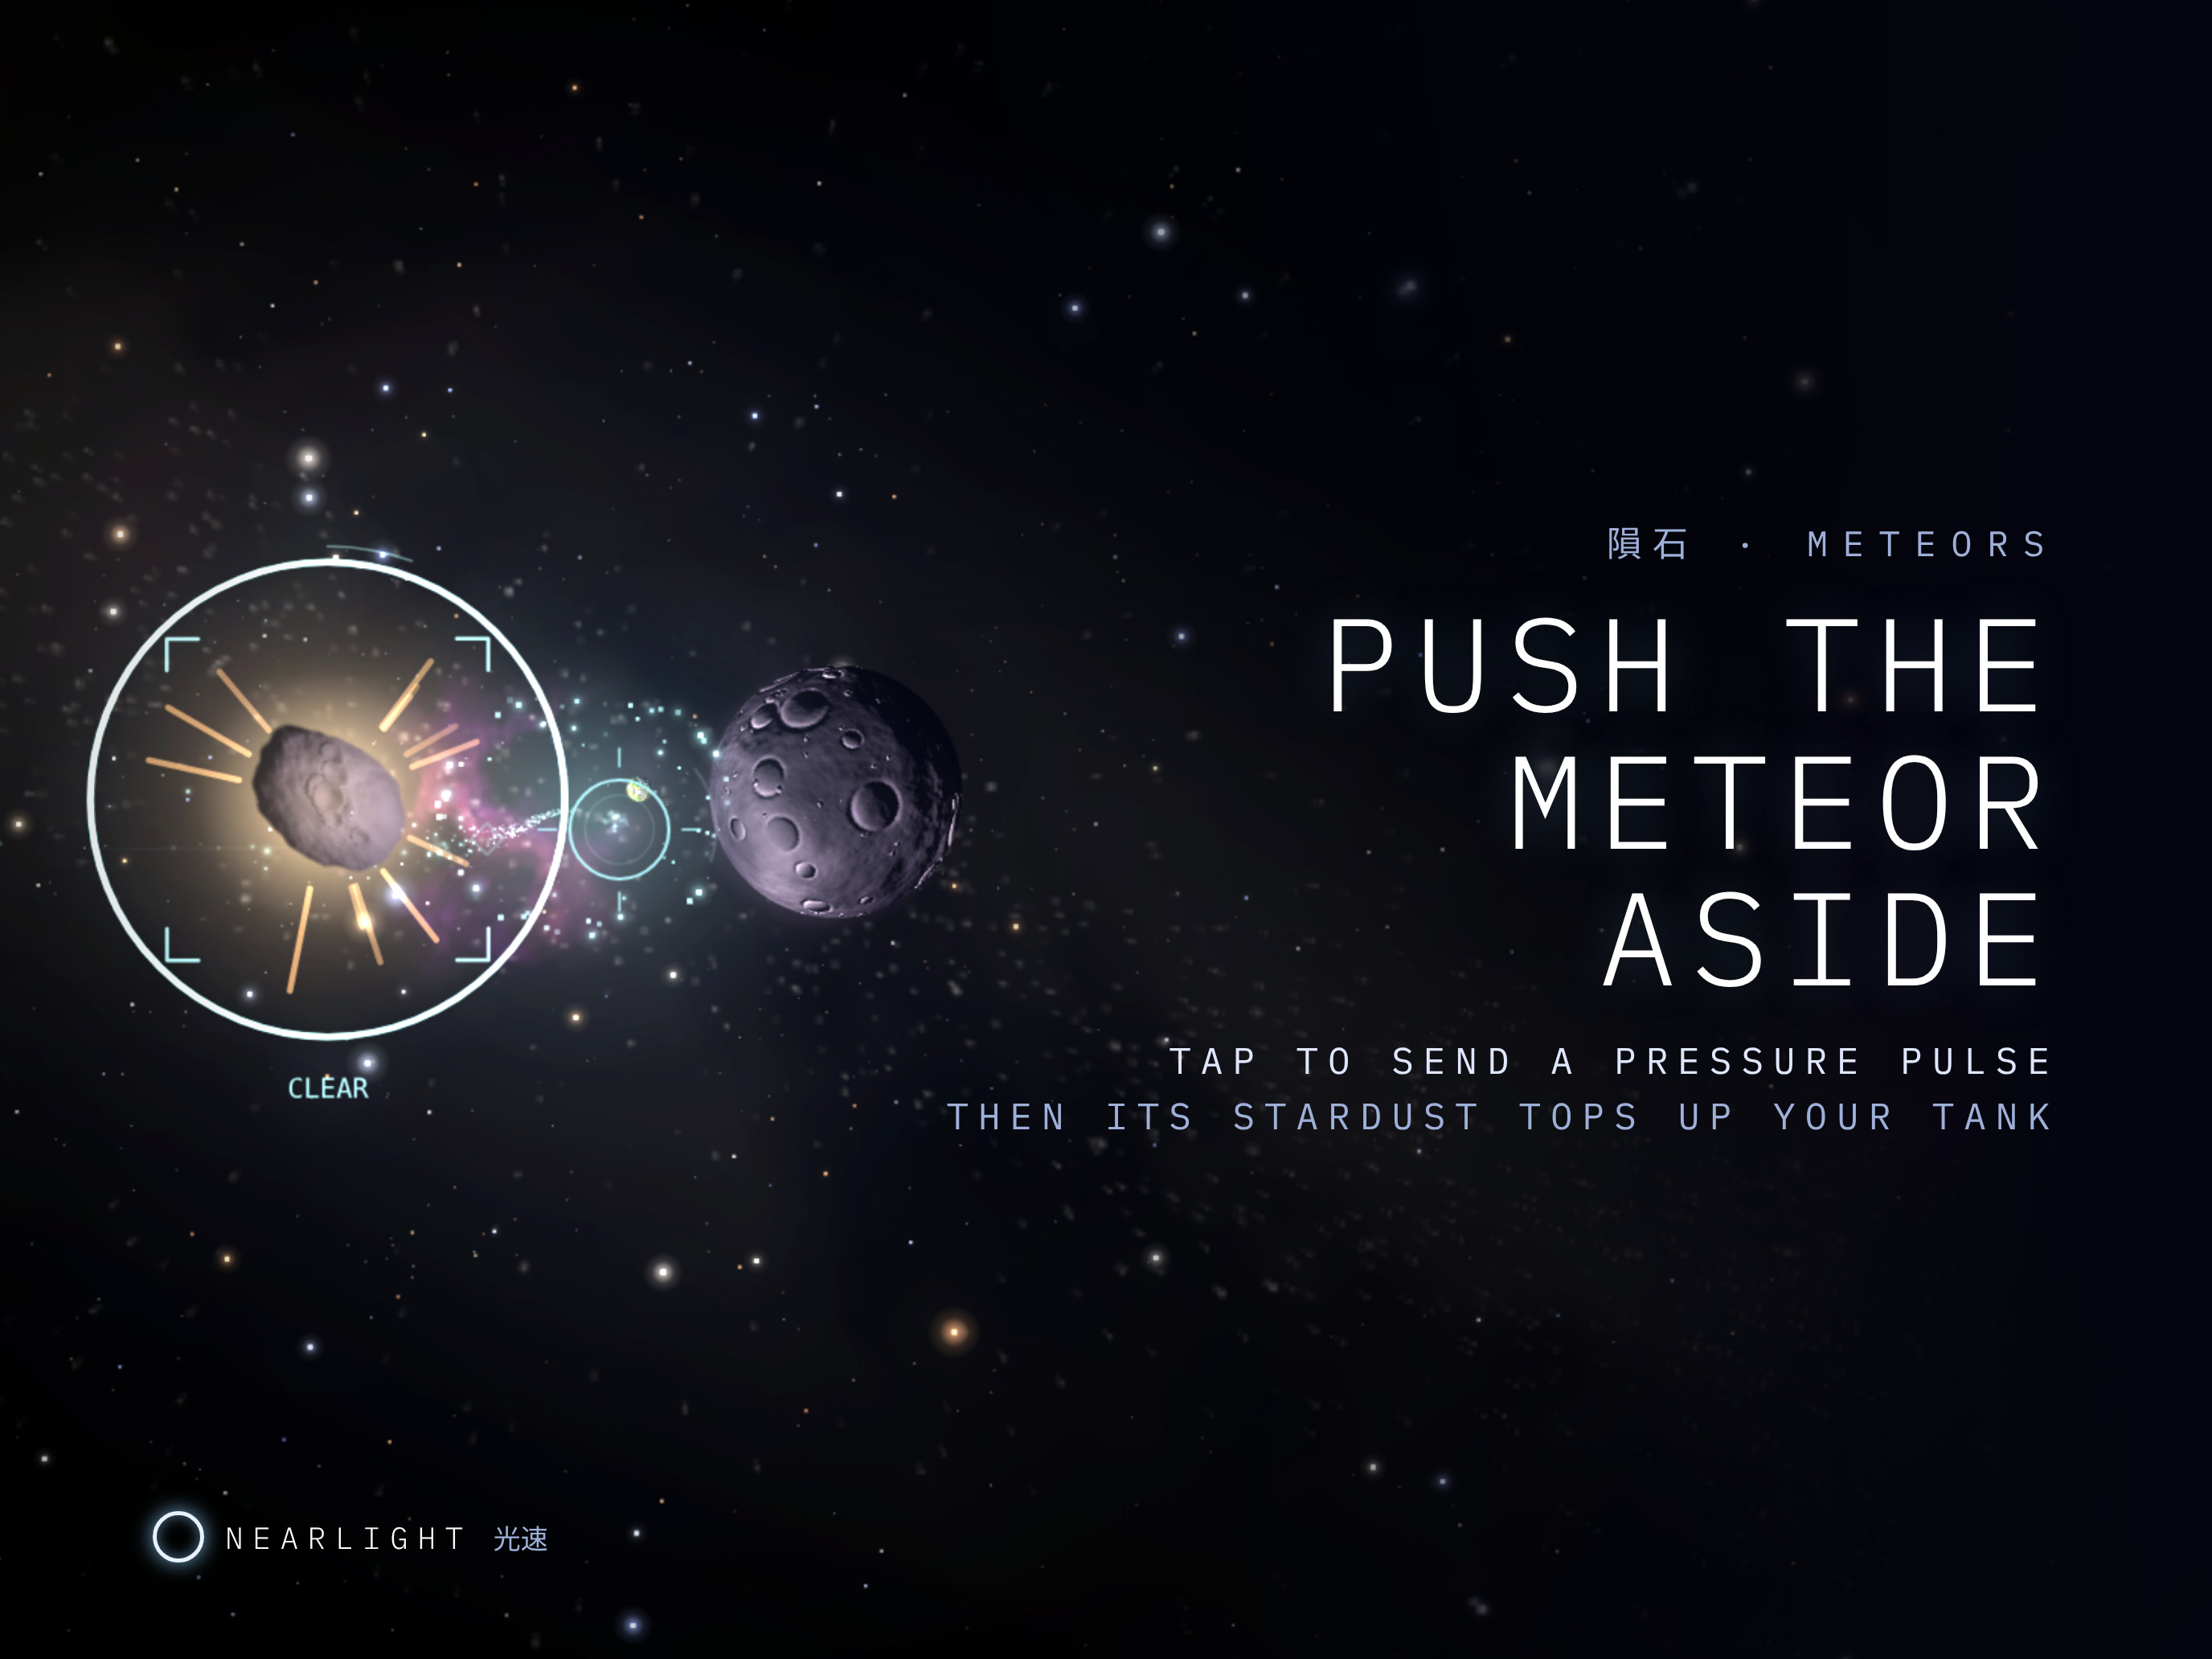 隕石 · METEORS
PUSH THE
METEOR
ASIDE
TAP TO SEND A PRESSURE PULSE
THEN ITS STARDUST TOPS UP YOUR TANK
CLEAR
NEARLIGHT 光速